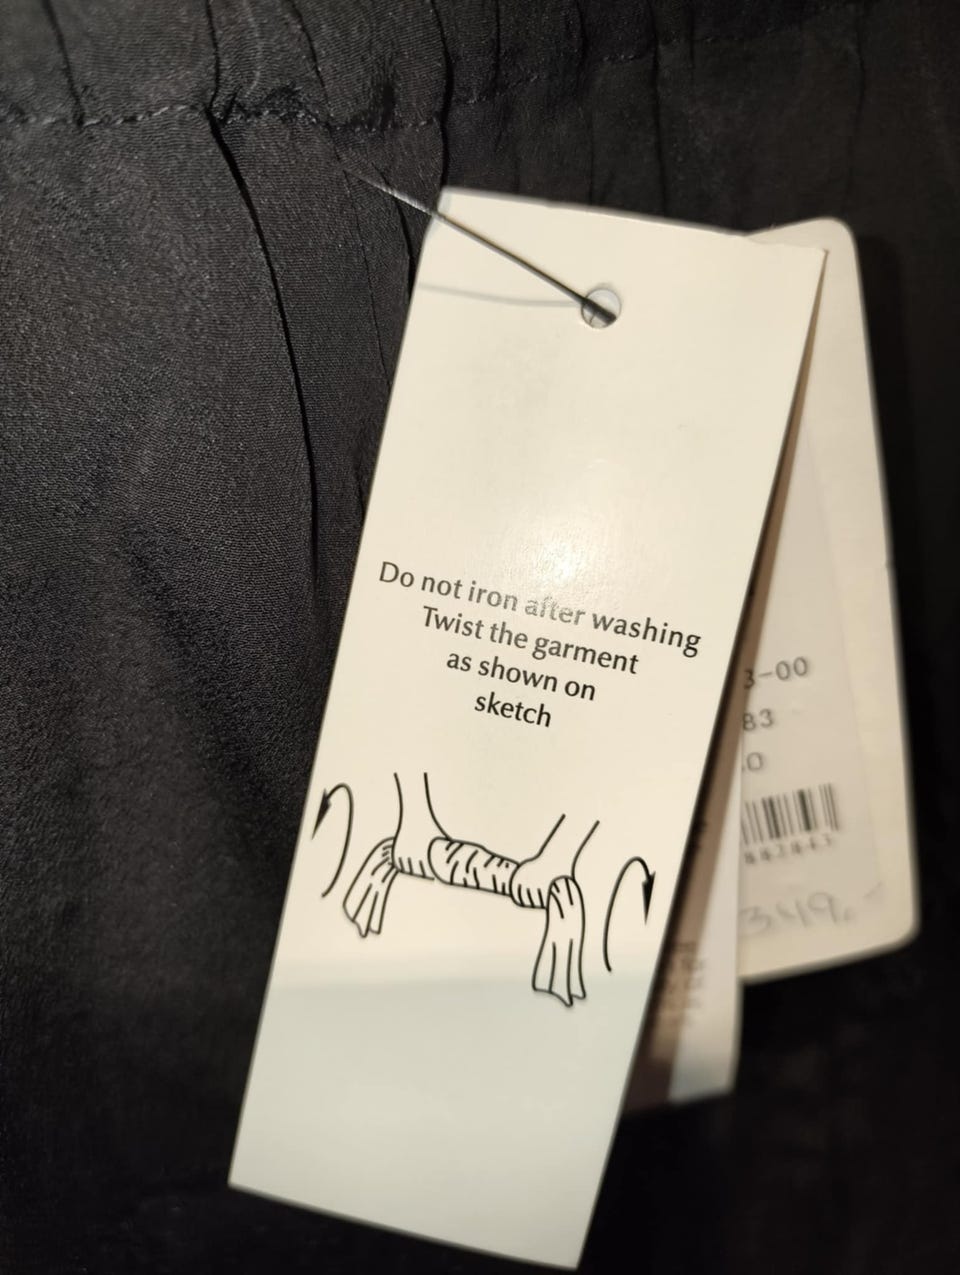 Do not iron after washing
Twist the garment
as shown on
sketch
3-00
83